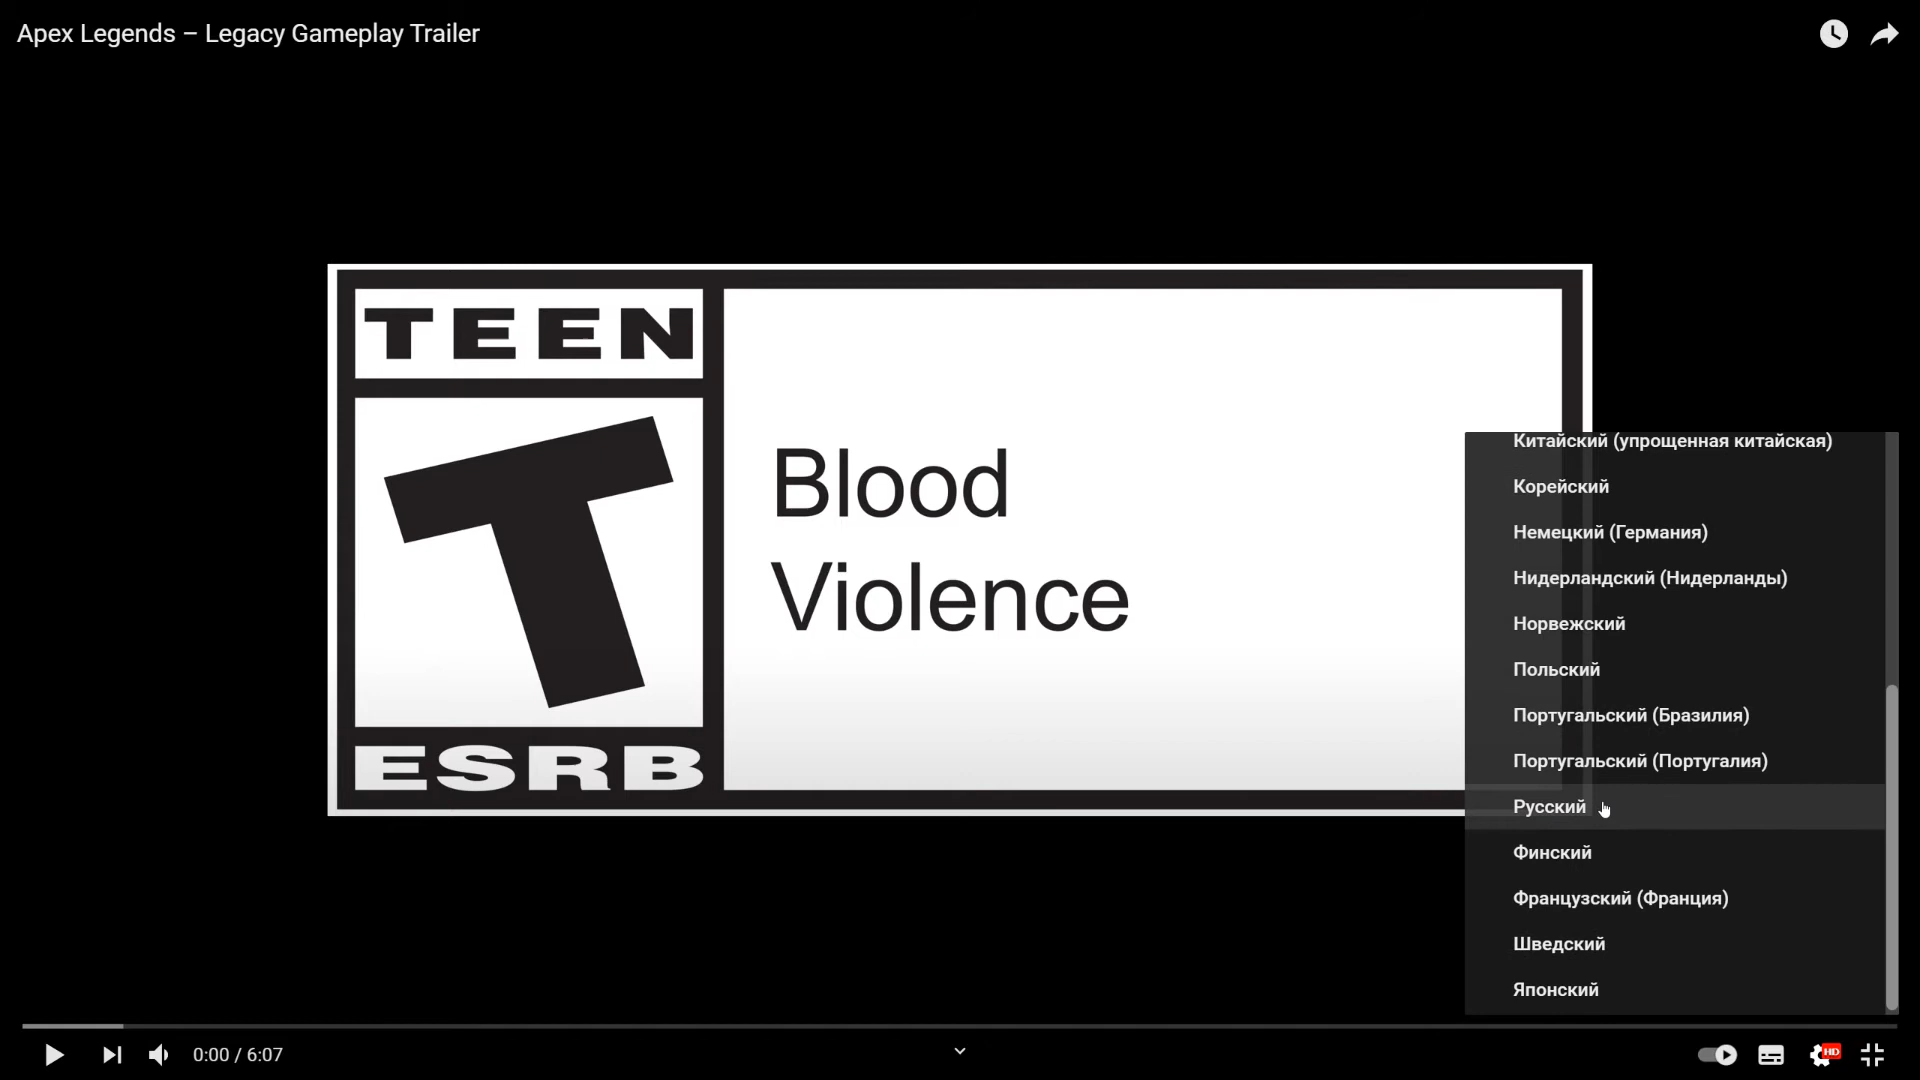 Apex Legends – Legacy Gameplay Trailer
TEEN
T
ESRB
Blood
Violence
Китайский (упрощенная китайская)
Корейский
Немецкий (Германия)
Нидерландский (Нидерланды)
Норвежский
Польский
Португальский (Бразилия)
Португальский (Португалия)
Русский
Финский
Французский (Франция)
Шведский
Японский
0:00 / 6:07
HD